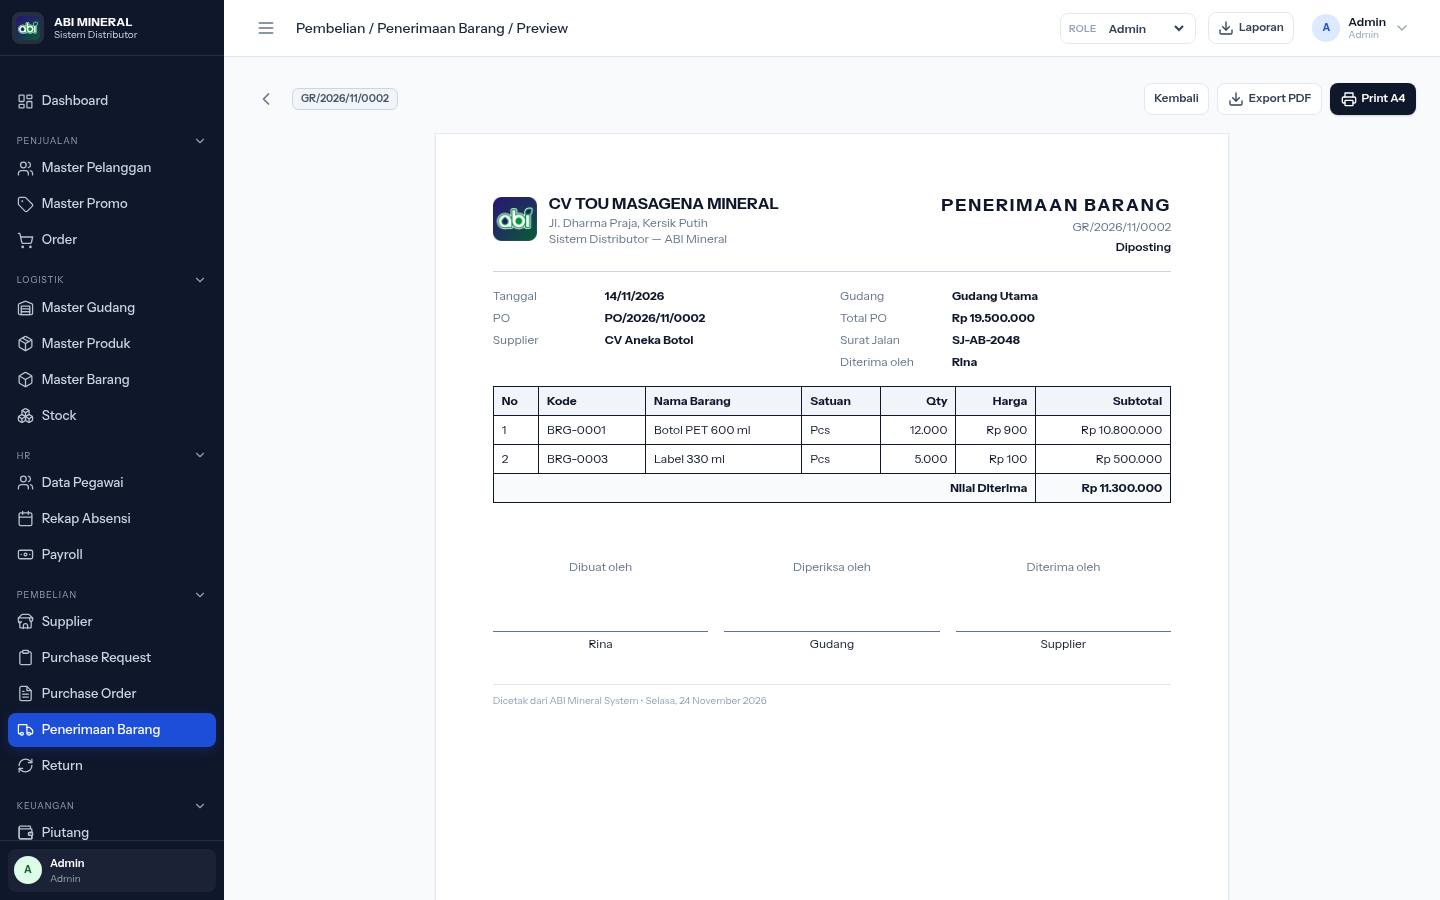 abi
ABI MINERAL
Sistem Distributor
Dashboard
PENJUALAN
Master Pelanggan
Master Promo
Order
LOGISTIK
Master Gudang
Master Produk
Master Barang
Stock
HR
Data Pegawai
Rekap Absensi
Payroll
PEMBELIAN
Supplier
Purchase Request
Purchase Order
Penerimaan Barang
Return
KEUANGAN
Piutang
A
Admin
Admin
Pembelian / Penerimaan Barang / Preview
ROLE Admin
Laporan
A
Admin
Admin
GR/2026/11/0002
Kembali
Export PDF
Print A4
abi
CV TOU MASAGENA MINERAL
Jl. Dharma Praja, Kersik Putih
Sistem Distributor — ABI Mineral
PENERIMAAN BARANG
GR/2026/11/0002
Diposting
Tanggal 14/11/2026
PO PO/2026/11/0002
Supplier CV Aneka Botol
Gudang Gudang Utama
Total PO Rp 19.500.000
Surat Jalan SJ-AB-2048
Diterima oleh Rina
No Kode Nama Barang Satuan Qty Harga Subtotal
1 BRG-0001 Botol PET 600 ml Pcs 12.000 Rp 900 Rp 10.800.000
2 BRG-0003 Label 330 ml Pcs 5.000 Rp 100 Rp 500.000
Nilai Diterima Rp 11.300.000
Dibuat oleh Diperiksa oleh Diterima oleh
Rina Gudang Supplier
Dicetak dari ABI Mineral System • Selasa, 24 November 2026